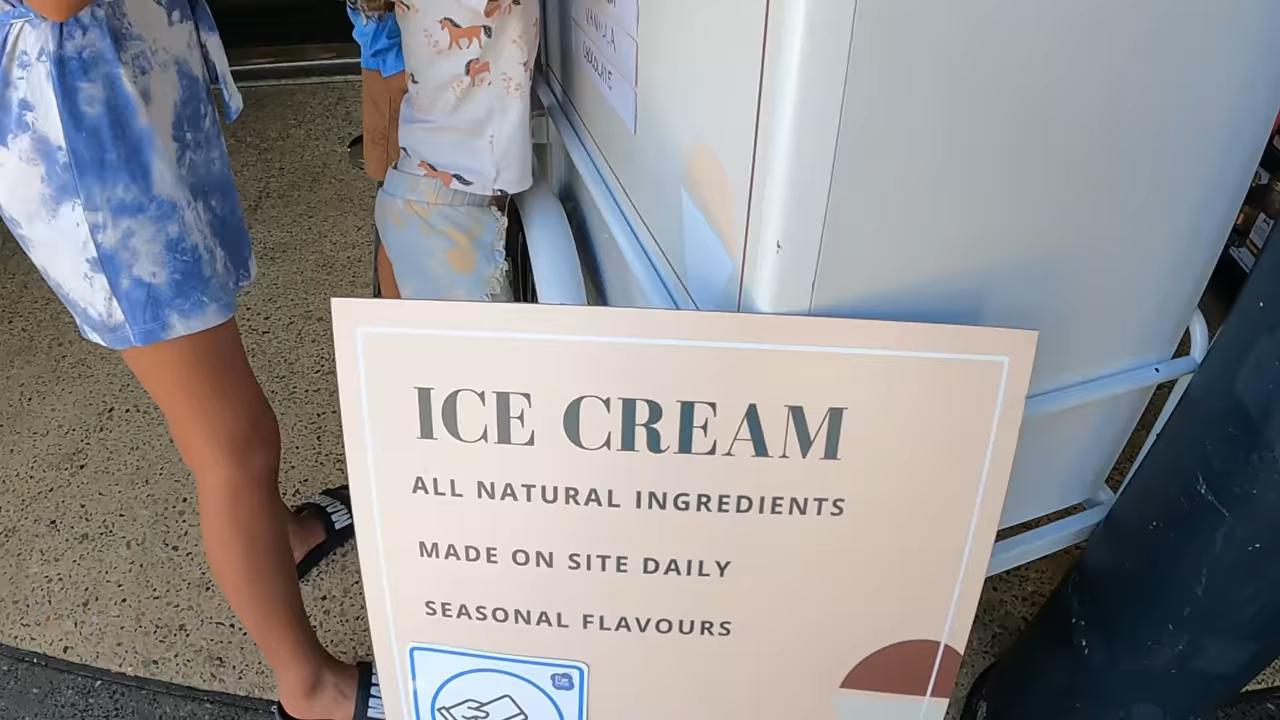 VANILLA
CHOCOLATE
ICE CREAM
ALL NATURAL INGREDIENTS
MADE ON SITE DAILY
SEASONAL FLAVOURS